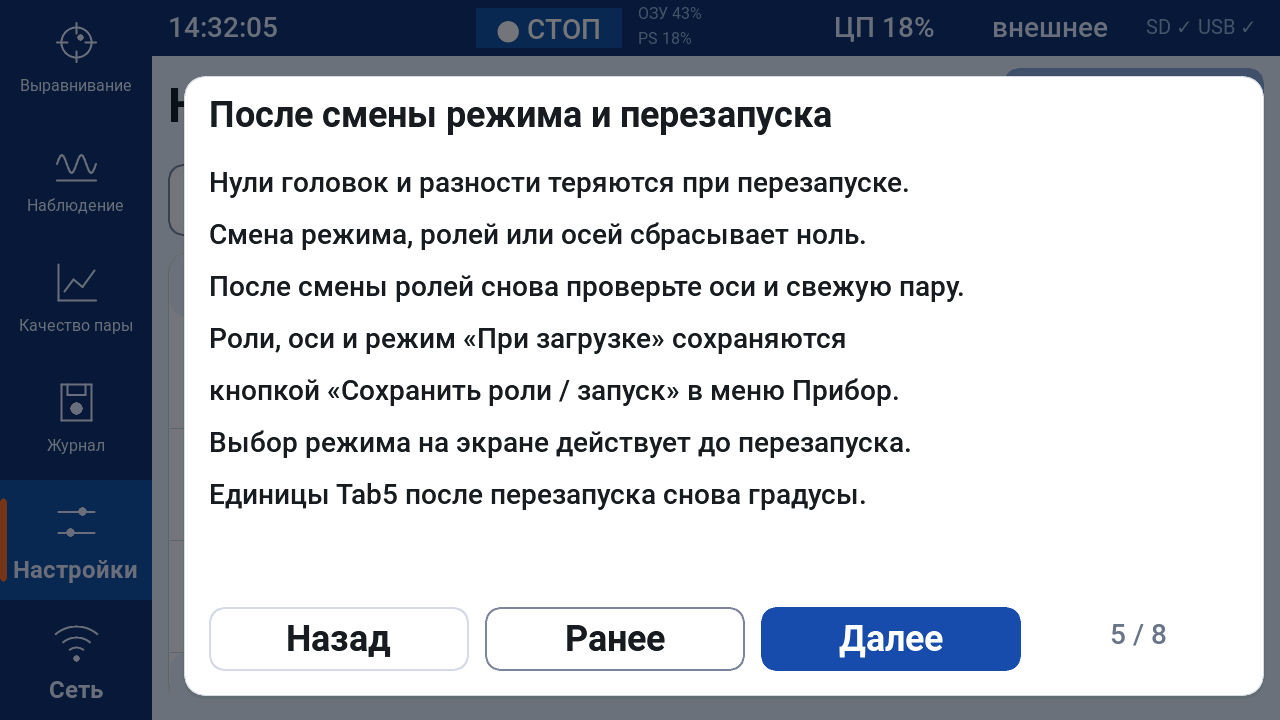 14:32:05
● СТОП
ОЗУ 43%
PS 18%
ЦП 18%
внешнее
SD ✓ USB ✓
Выравнивание
Наблюдение
Качество пары
Журнал
Настройки
Сеть
После смены режима и перезапуска
Нули головок и разности теряются при перезапуске.
Смена режима, ролей или осей сбрасывает ноль.
После смены ролей снова проверьте оси и свежую пару.
Роли, оси и режим «При загрузке» сохраняются
кнопкой «Сохранить роли / запуск» в меню Прибор.
Выбор режима на экране действует до перезапуска.
Единицы Tab5 после перезапуска снова градусы.
Назад
Ранее
Далее
5 / 8